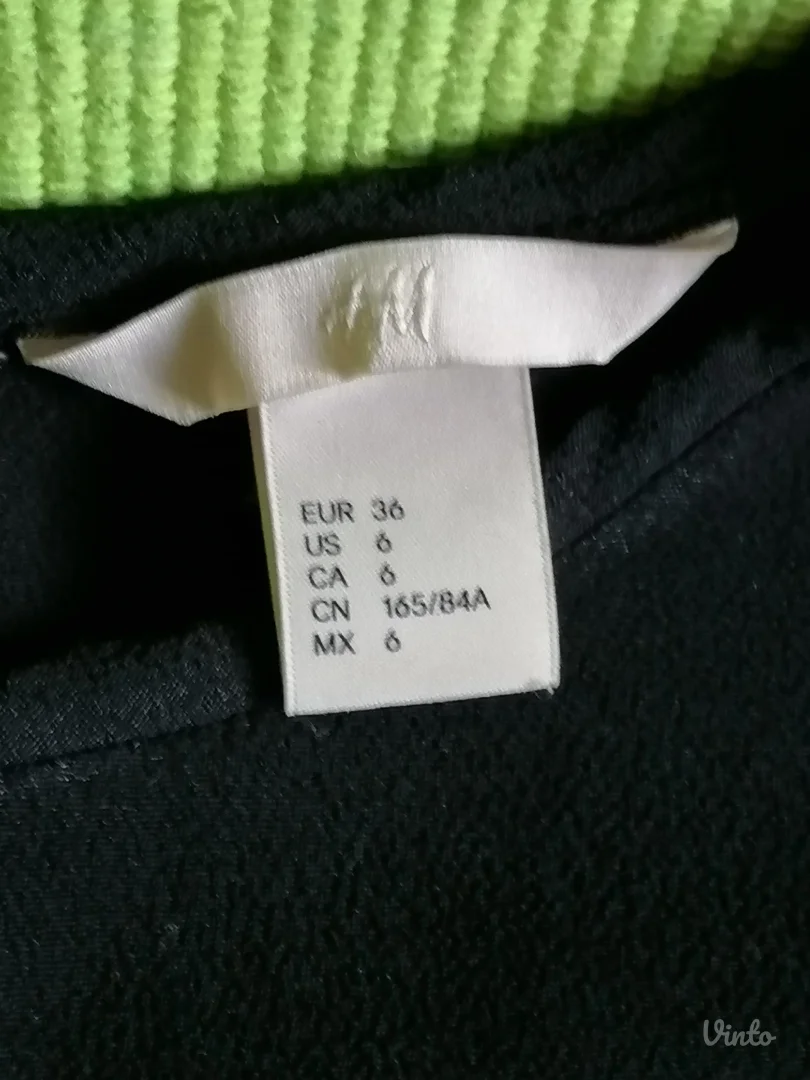 H&M
EUR 36
US 6
CA 6
CN 165/84A
MX 6
Vinto